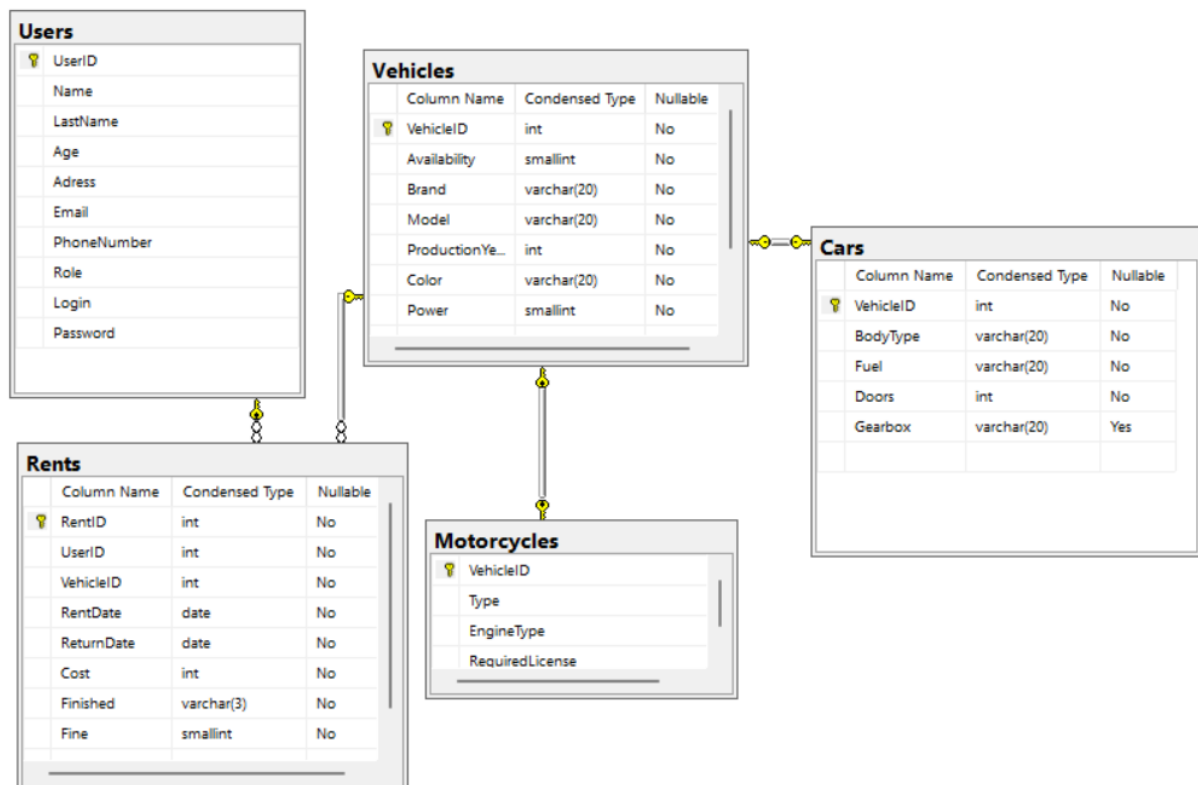 Users
UserID
Name
LastName
Age
Adress
Email
PhoneNumber
Role
Login
Password
Vehicles
Column Name Condensed Type Nullable
VehicleID int No
Availability smallint No
Brand varchar(20) No
Model varchar(20) No
ProductionYe... int No
Color varchar(20) No
Power smallint No
Cars
Column Name Condensed Type Nullable
VehicleID int No
BodyType varchar(20) No
Fuel varchar(20) No
Doors int No
Gearbox varchar(20) Yes
Rents
Column Name Condensed Type Nullable
RentID int No
UserID int No
VehicleID int No
RentDate date No
ReturnDate date No
Cost int No
Finished varchar(3) No
Fine smallint No
Motorcycles
VehicleID
Type
EngineType
RequiredLicense